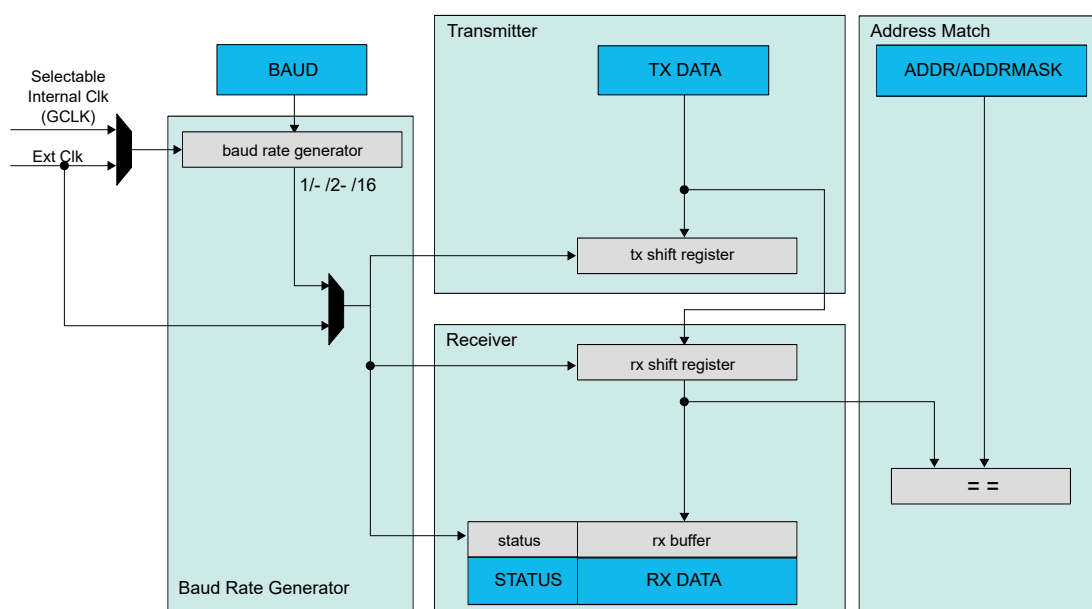 Transmitter
Address Match
BAUD
TX DATA
ADDR/ADDRMASK
Selectable
Internal Clk
(GCLK)
Ext Clk
baud rate generator
1/- /2- /16
tx shift register
Receiver
rx shift register
= =
status
rx buffer
STATUS
RX DATA
Baud Rate Generator